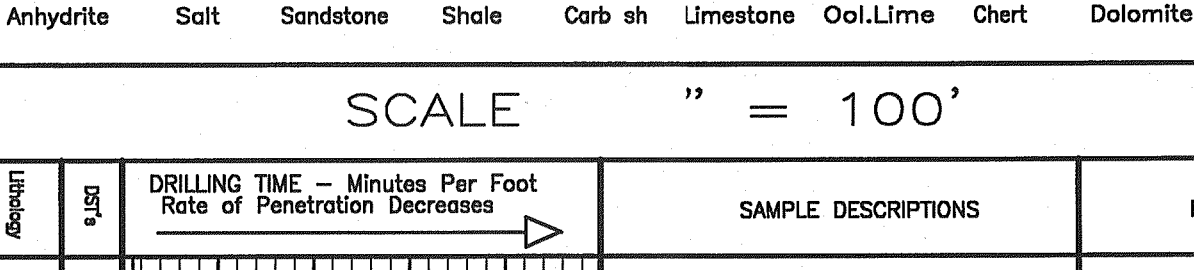 Anhydrite Salt Sandstone Shale Carb sh Limestone Ool.Lime Chert Dolomite
SCALE " = 100'
Lithology
DST's
DRILLING TIME – Minutes Per Foot
Rate of Penetration Decreases
SAMPLE DESCRIPTIONS